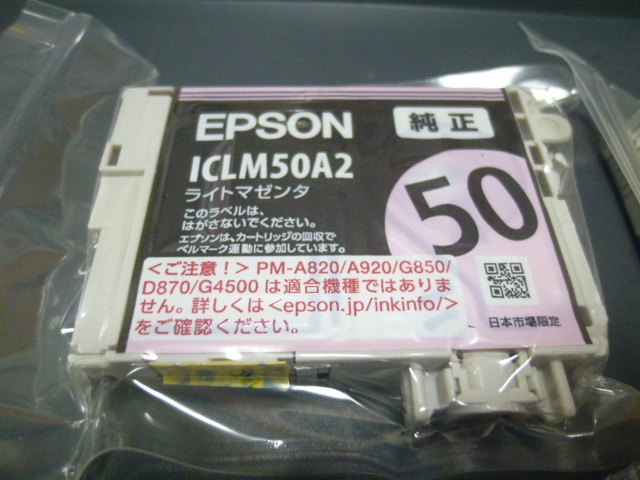 EPSON 純正
ICLM50A2
ライトマゼンタ
このラベルは、
はがさないでください。
エプソンは、カートリッジの回収で
ベルマーク運動に参加しています。
50
<ご注意!> PM-A820/A920/G850/
D870/G4500 は適合機種ではありま
せん。詳しくは<epson.jp/inkinfo/>
をご確認ください。
日本市場限定